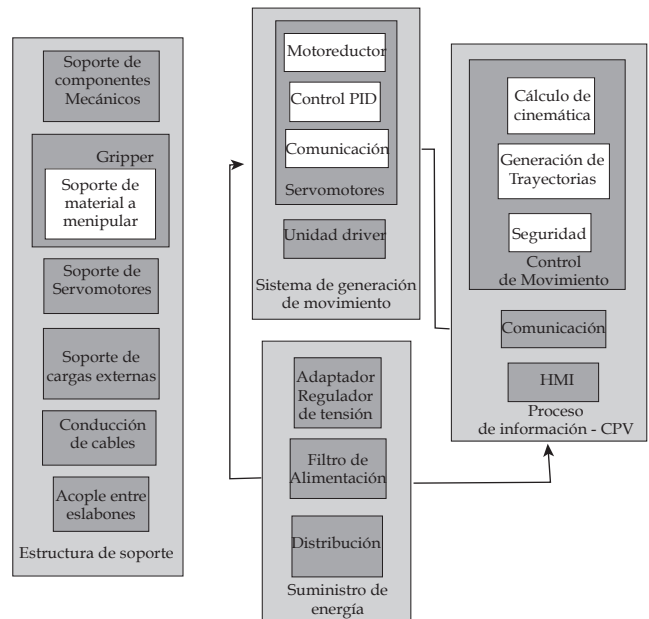 Soporte de
componentes
Mecánicos
Gripper
Soporte de
material a
menipular
Soporte de
Servomotores
Soporte de
cargas externas
Conducción
de cables
Acople entre
eslabones
Estructura de soporte
Motoreductor
Control PID
Comunicación
Servomotores
Unidad driver
Sistema de generación
de movimiento
Adaptador
Regulador
de tensión
Filtro de
Alimentación
Distribución
Suministro de
energía
Cálculo de
cinemática
Generación de
Trayectorias
Seguridad
Control
de Movimiento
Comunicación
HMI
Proceso
de información - CPV